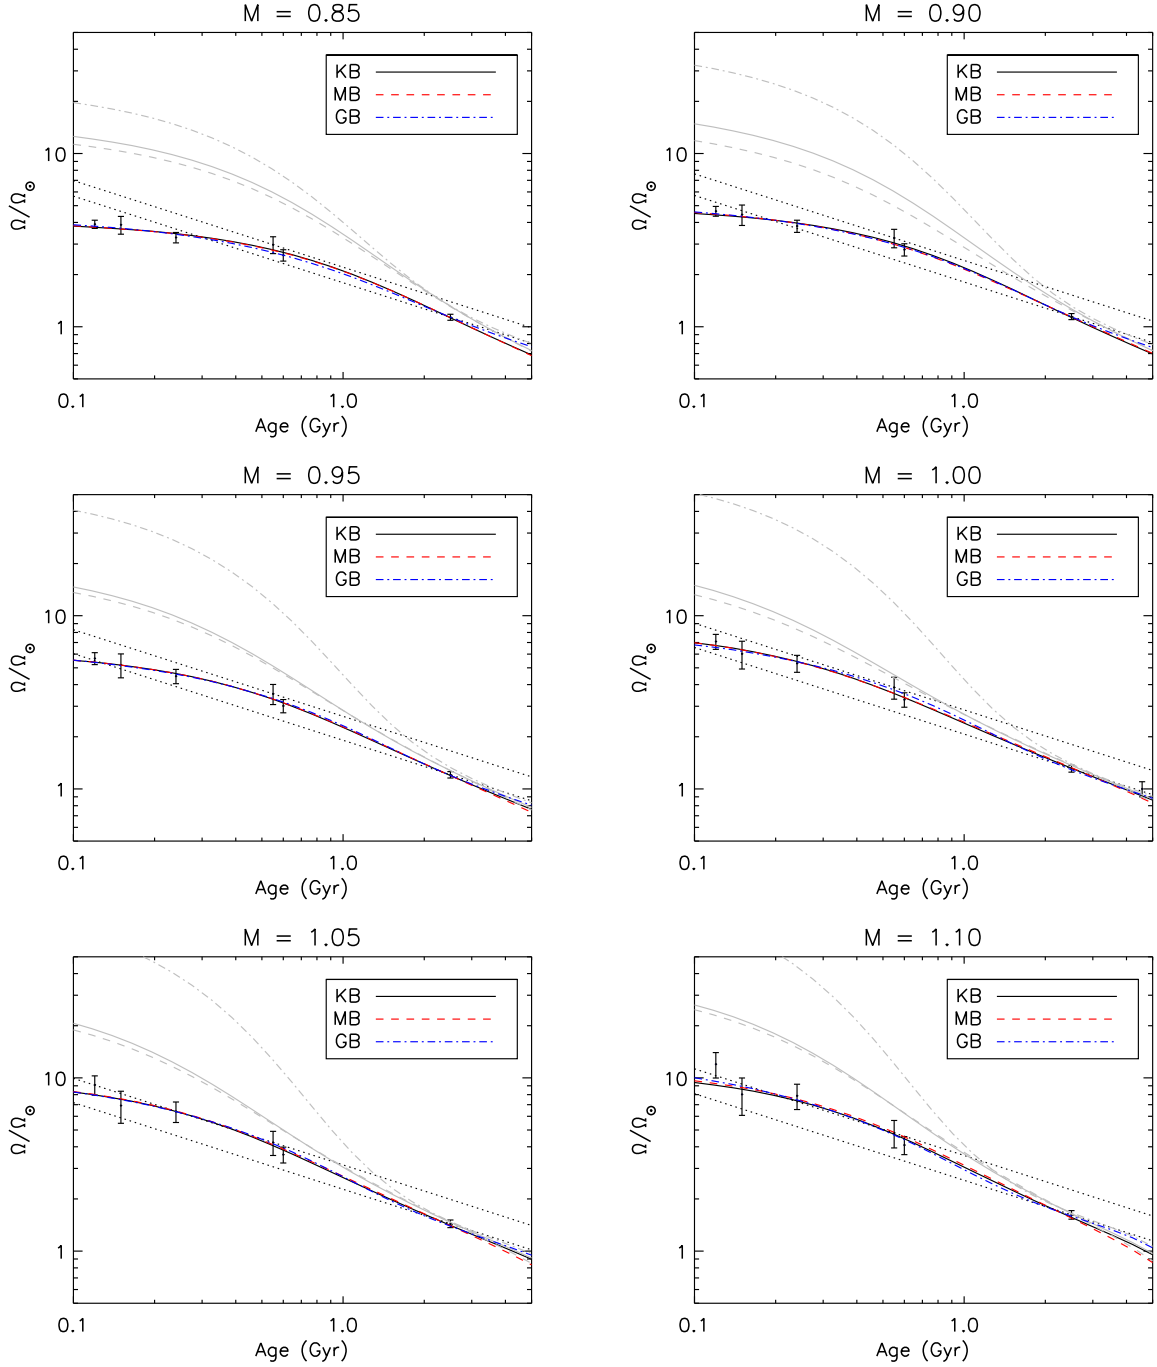 M = 0.85
KB
MB
GB
10
1
Ω/Ω⊙
0.1 1.0
Age (Gyr)
M = 0.90
KB
MB
GB
10
1
Ω/Ω⊙
0.1 1.0
Age (Gyr)
M = 0.95
KB
MB
GB
10
1
Ω/Ω⊙
0.1 1.0
Age (Gyr)
M = 1.00
KB
MB
GB
10
1
Ω/Ω⊙
0.1 1.0
Age (Gyr)
M = 1.05
KB
MB
GB
10
1
Ω/Ω⊙
0.1 1.0
Age (Gyr)
M = 1.10
KB
MB
GB
10
1
Ω/Ω⊙
0.1 1.0
Age (Gyr)